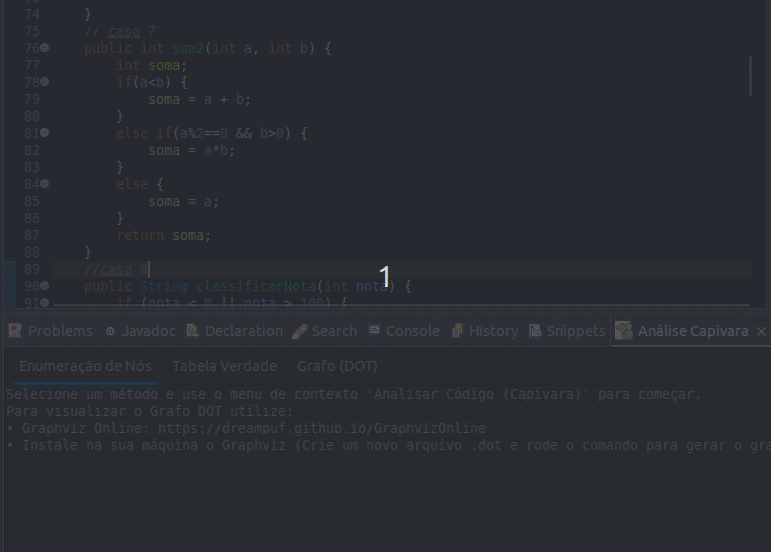 74 }
75 // caso 7
76 public int sum2(int a, int b) {
77 int soma;
78 if(a<b) {
79 soma = a + b;
80 }
81 else if(a%2==0 && b>0) {
82 soma = a*b;
83 }
84 else {
85 soma = a;
86 }
87 return soma;
88 }
89 //caso 8
1
90 public String classificarNota(int nota) {
91 if (nota < 0 || nota > 100) {
Problems Javadoc Declaration Search Console History Snippets Análise Capivara
Enumeração de Nós Tabela Verdade Grafo (DOT)
Selecione um método e use o menu de contexto 'Analisar Código (Capivara)' para começar.
Para visualizar o Grafo DOT utilize:
• Graphviz Online: https://dreampuf.github.io/GraphvizOnline
• Instale na sua máquina o Graphviz (Crie um novo arquivo .dot e rode o comando para gerar o gra